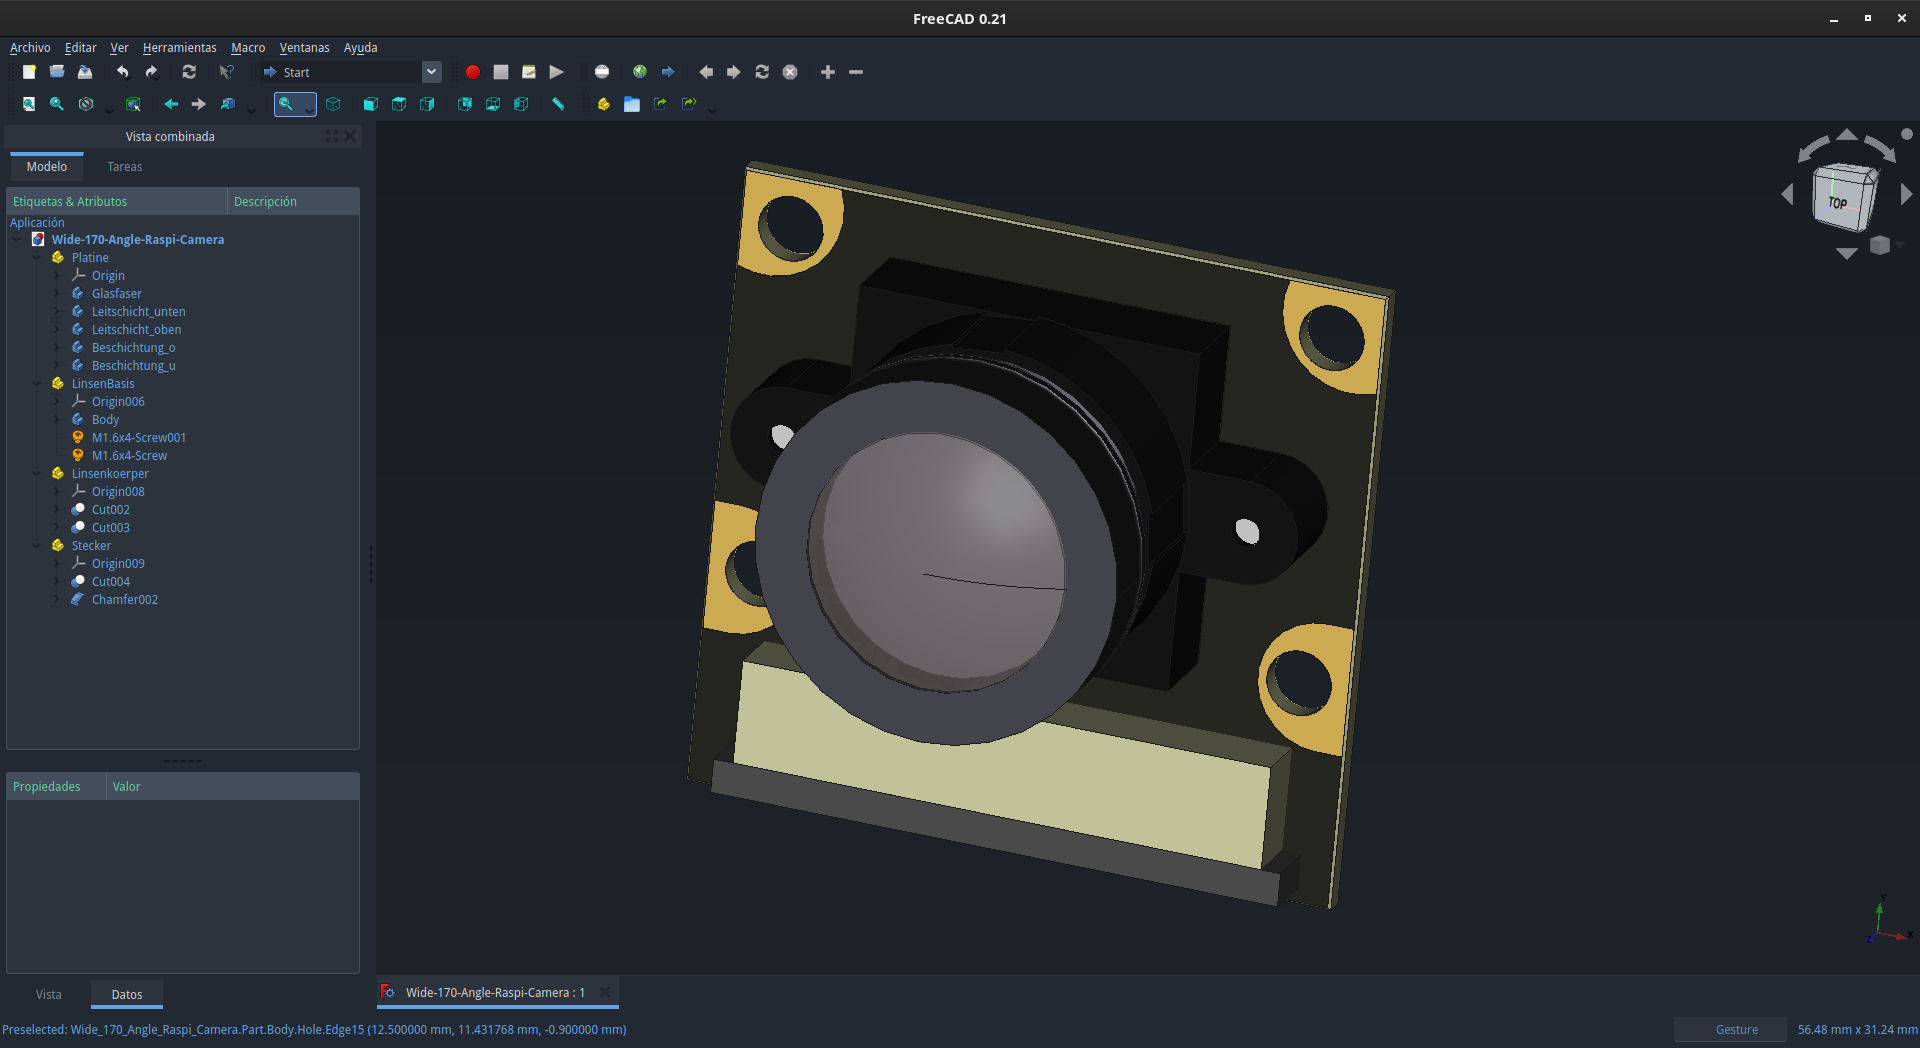 FreeCAD 0.21
Archivo Editar Ver Herramientas Macro Ventanas Ayuda
Start
Vista combinada
Modelo Tareas
Etiquetas & Atributos Descripción
Aplicación
Wide-170-Angle-Raspi-Camera
Platine
Origin
Glasfaser
Leitschicht_unten
Leitschicht_oben
Beschichtung_o
Beschichtung_u
LinsenBasis
Origin006
Body
M1.6x4-Screw001
M1.6x4-Screw
Linsenkoerper
Origin008
Cut002
Cut003
Stecker
Origin009
Cut004
Chamfer002
TOP
Propiedades Valor
Y
X
Z
Vista Datos
Wide-170-Angle-Raspi-Camera : 1
Preselected: Wide_170_Angle_Raspi_Camera.Part.Body.Hole.Edge15 (12.500000 mm, 11.431768 mm, -0.900000 mm)
Gesture 56.48 mm x 31.24 mm